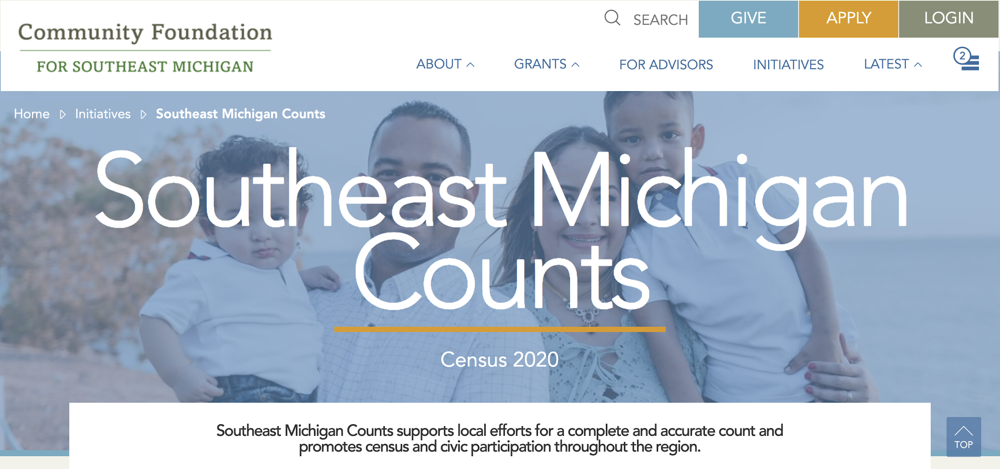 SEARCH
GIVE
APPLY
LOGIN
Community Foundation
FOR SOUTHEAST MICHIGAN
ABOUT
GRANTS
FOR ADVISORS
INITIATIVES
LATEST
2
Home
Initiatives
Southeast Michigan Counts
Southeast Michigan
Counts
Census 2020
Southeast Michigan Counts supports local efforts for a complete and accurate count and
promotes census and civic participation throughout the region.
TOP